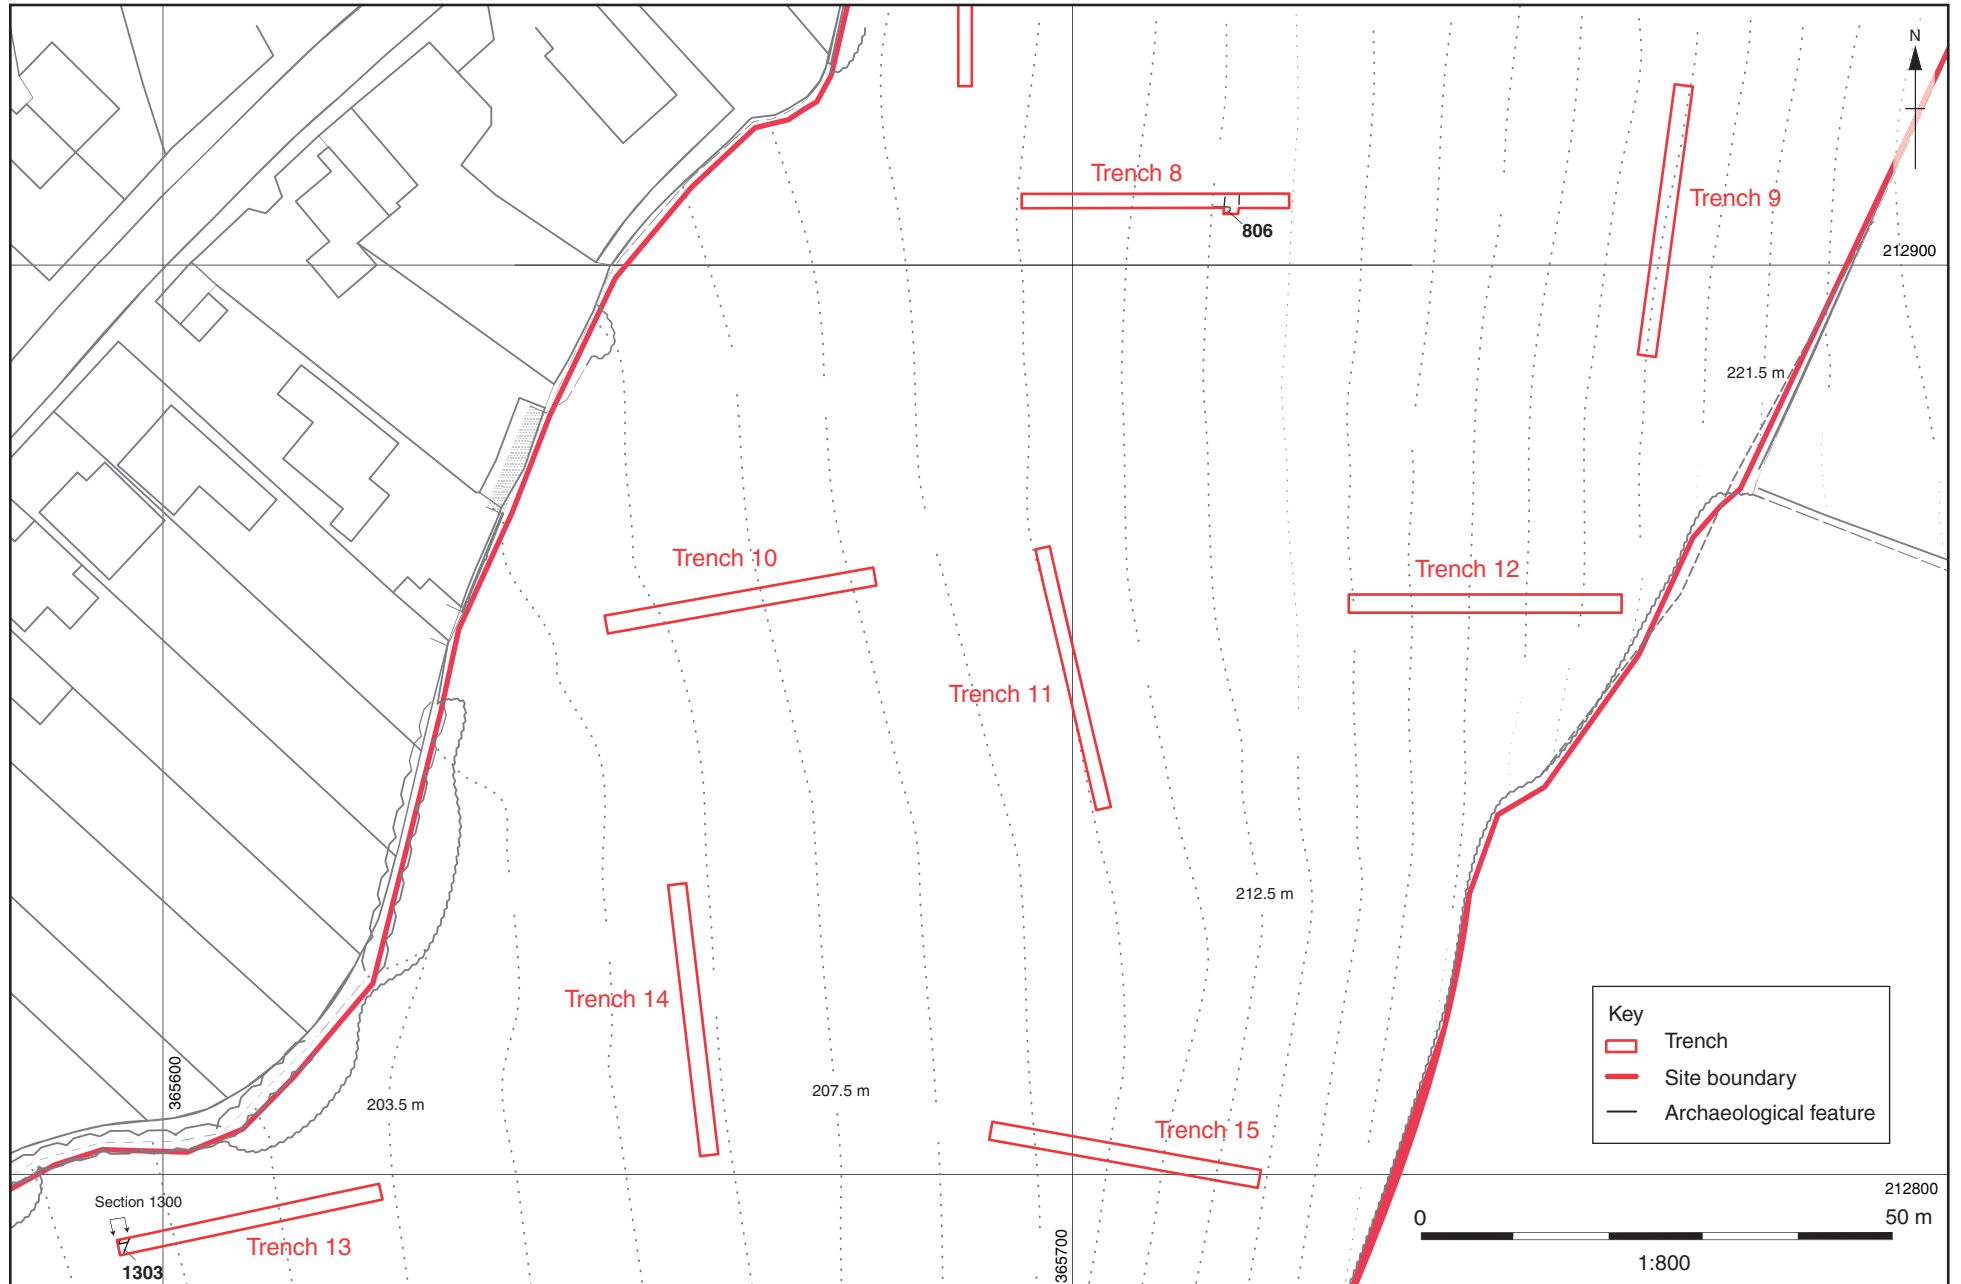 N
Trench 8
Trench 9
806
212900
221.5 m
Trench 10
Trench 12
Trench 11
212.5 m
Trench 14
365600
203.5 m
207.5 m
Trench 15
Key
Trench
Site boundary
Archaeological feature
212800
Section 1300
Trench 13
1303
365700
0
50 m
1:800